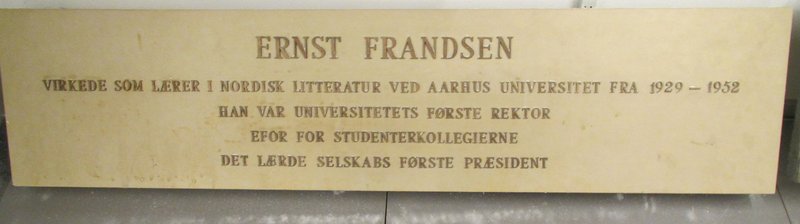 ERNST FRANDSEN
VIRKEDE SOM LÆRER I NORDISK LITTERATUR VED AARHUS UNIVERSITET FRA 1929 – 1952
HAN VAR UNIVERSITETETS FØRSTE REKTOR
EFOR FOR STUDENTERKOLLEGIERNE
DET LÆRDE SELSKABS FØRSTE PRÆSIDENT